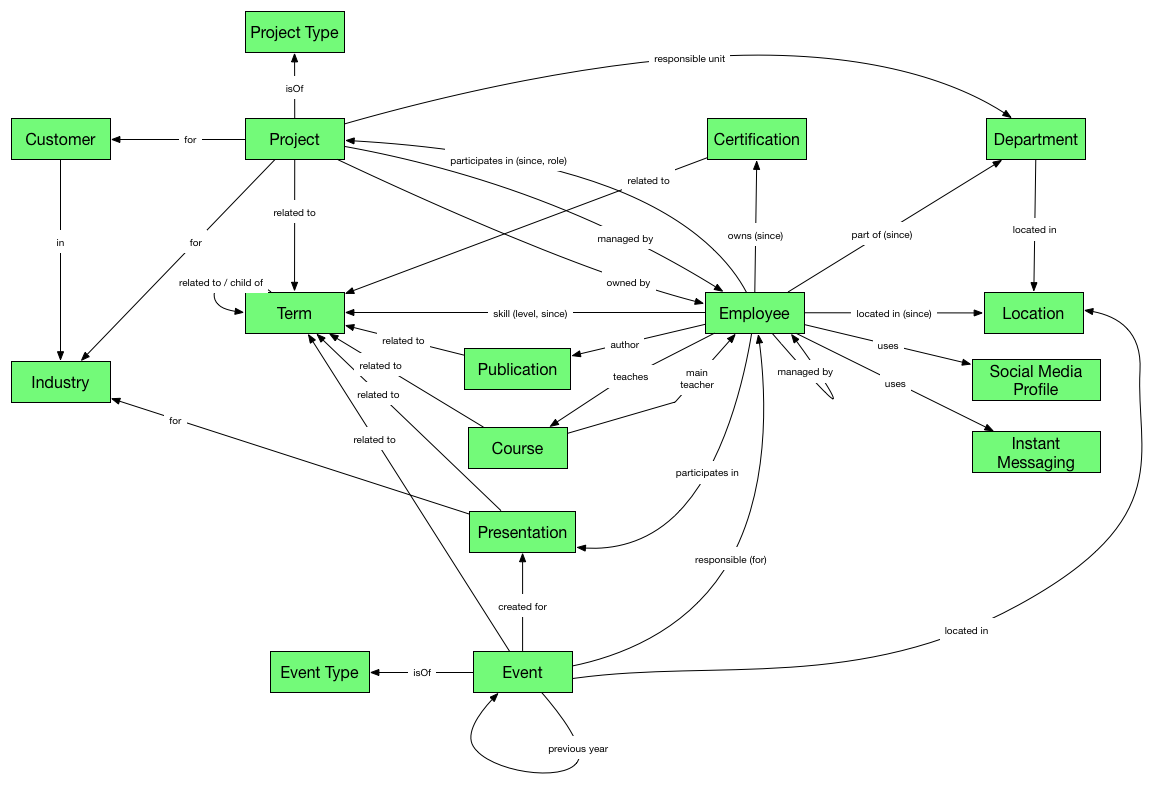 Project Type
responsible unit
isOf
Customer
for
Project
Certification
Department
participates in (since, role)
related to
related to
in
for
managed by
owns (since)
part of (since)
located in
related to / child of
owned by
Term
skill (level, since)
Employee
located in (since)
Location
related to
author
uses
Industry
related to
Publication
teaches
main
teacher
managed by
Social Media
Profile
uses
related to
for
related to
Course
Instant
Messaging
participates in
Presentation
responsible (for)
created for
located in
Event Type
isOf
Event
previous year